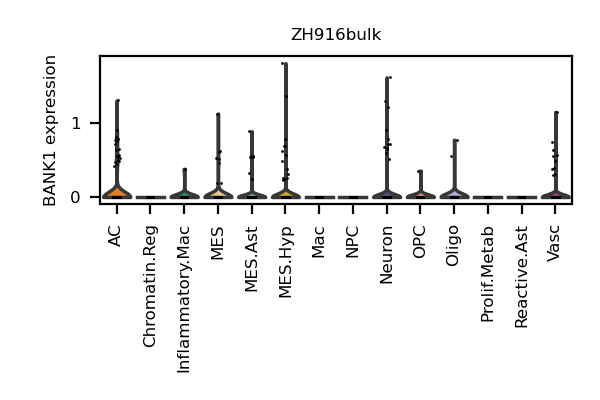 ZH916bulk
BANK1 expression
1
0
AC
Chromatin.Reg
Inflammatory.Mac
MES
MES.Ast
MES.Hyp
Mac
NPC
Neuron
OPC
Oligo
Prolif.Metab
Reactive.Ast
Vasc